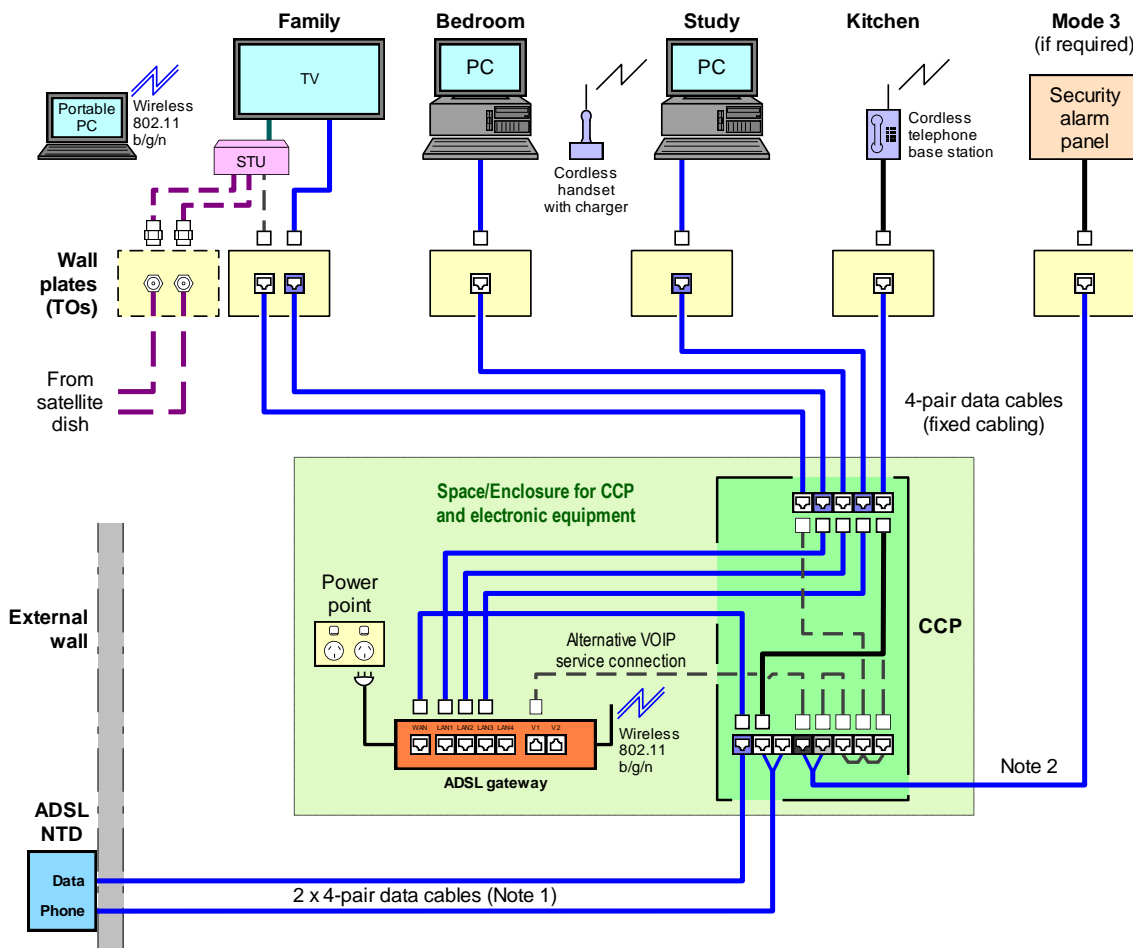 Family
Bedroom
Study
Kitchen
Mode 3
(if required)
Portable
PC
Wireless
802.11
b/g/n
TV
STU
PC
Cordless
handset
with charger
PC
Cordless
telephone
base station
Security
alarm
panel
Wall
plates
(TOs)
From
satellite
dish
4-pair data cables
(fixed cabling)
Space/Enclosure for CCP
and electronic equipment
Power
point
External
wall
CCP
Alternative VOIP
service connection
WAN
LAN1
LAN2
LAN3
LAN4
V1
V2
Wireless
802.11
b/g/n
ADSL gateway
Note 2
ADSL
NTD
Data
Phone
2 x 4-pair data cables (Note 1)